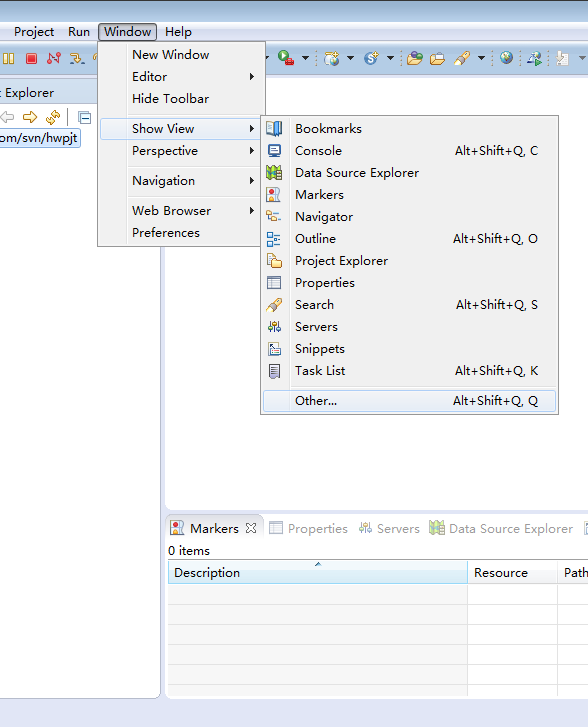 Project Run Window Help
New Window
Editor
Hide Toolbar
Show View
Perspective
Navigation
Web Browser
Preferences
Explorer
om/svn/hwpjt
Bookmarks
Console Alt+Shift+Q, C
Data Source Explorer
Markers
Navigator
Outline Alt+Shift+Q, O
Project Explorer
Properties
Search Alt+Shift+Q, S
Servers
Snippets
Task List Alt+Shift+Q, K
Other... Alt+Shift+Q, Q
Markers Properties Servers Data Source Explorer
0 items
Description Resource Path